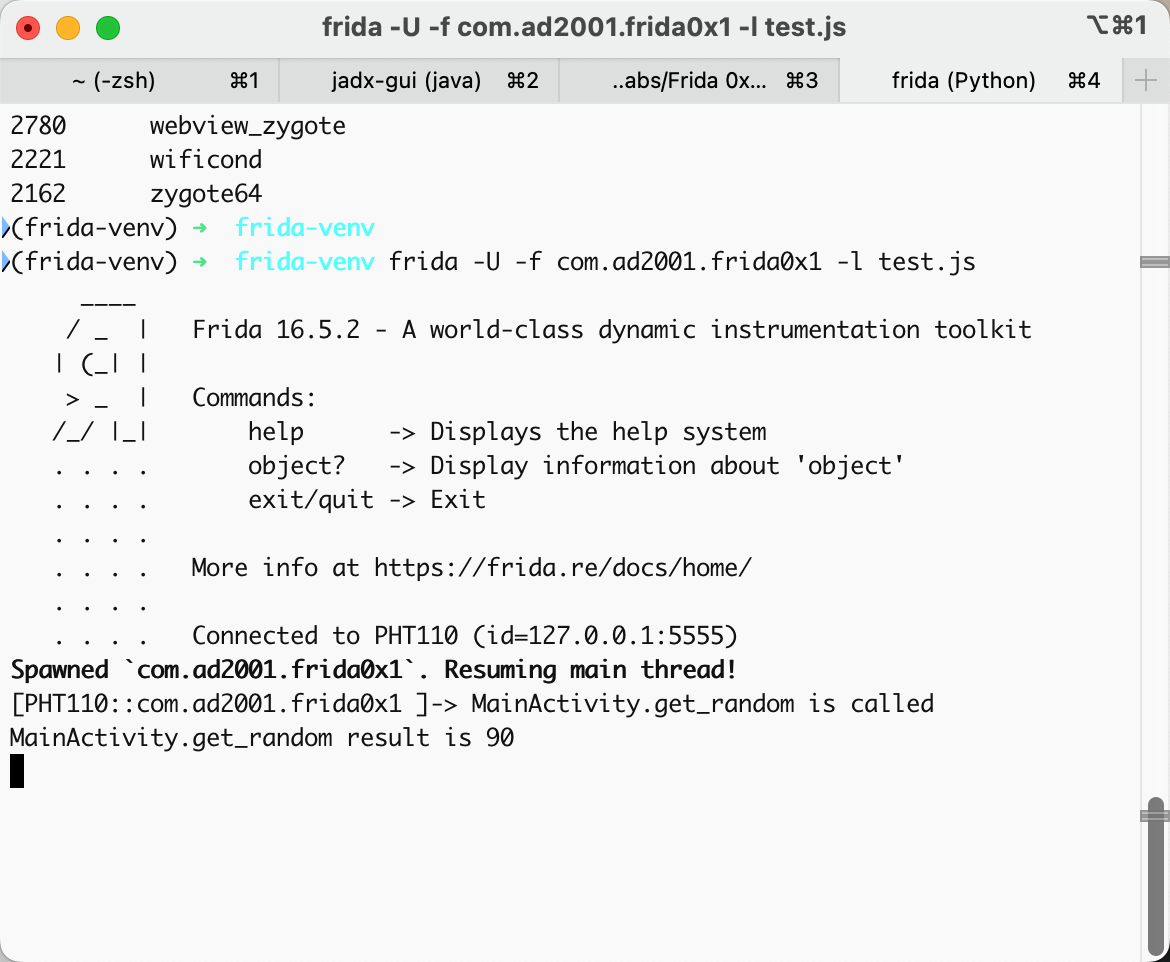 frida -U -f com.ad2001.frida0x1 -l test.js
⌥⌘1
~ (-zsh) ⌘1 jadx-gui (java) ⌘2 ..abs/Frida 0x... ⌘3 frida (Python) ⌘4 +
2780      webview_zygote
2221      wificond
2162      zygote64
(frida-venv) ➜  frida-venv
(frida-venv) ➜  frida-venv frida -U -f com.ad2001.frida0x1 -l test.js
     ____
    / _  |   Frida 16.5.2 - A world-class dynamic instrumentation toolkit
   | (_| |
    > _  |   Commands:
   /_/ |_|       help      -> Displays the help system
   . . . .       object?   -> Display information about 'object'
   . . . .       exit/quit -> Exit
   . . . .
   . . . .   More info at https://frida.re/docs/home/
   . . . .
   . . . .   Connected to PHT110 (id=127.0.0.1:5555)
Spawned `com.ad2001.frida0x1`. Resuming main thread!
[PHT110::com.ad2001.frida0x1 ]-> MainActivity.get_random is called
MainActivity.get_random result is 90